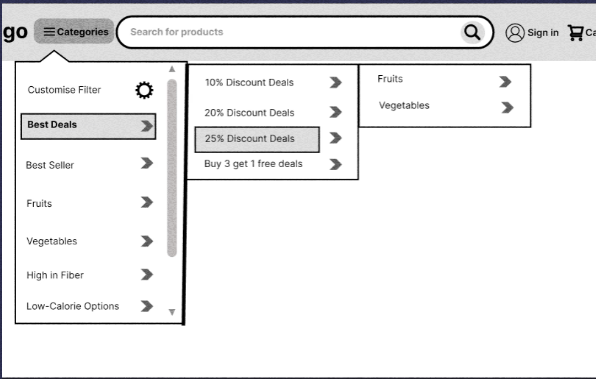 go
Categories
Search for products
Sign in
Ca
Customise Filter
Best Deals
Best Seller
Fruits
Vegetables
High in Fiber
Low-Calorie Options
10% Discount Deals
20% Discount Deals
25% Discount Deals
Buy 3 get 1 free deals
Fruits
Vegetables